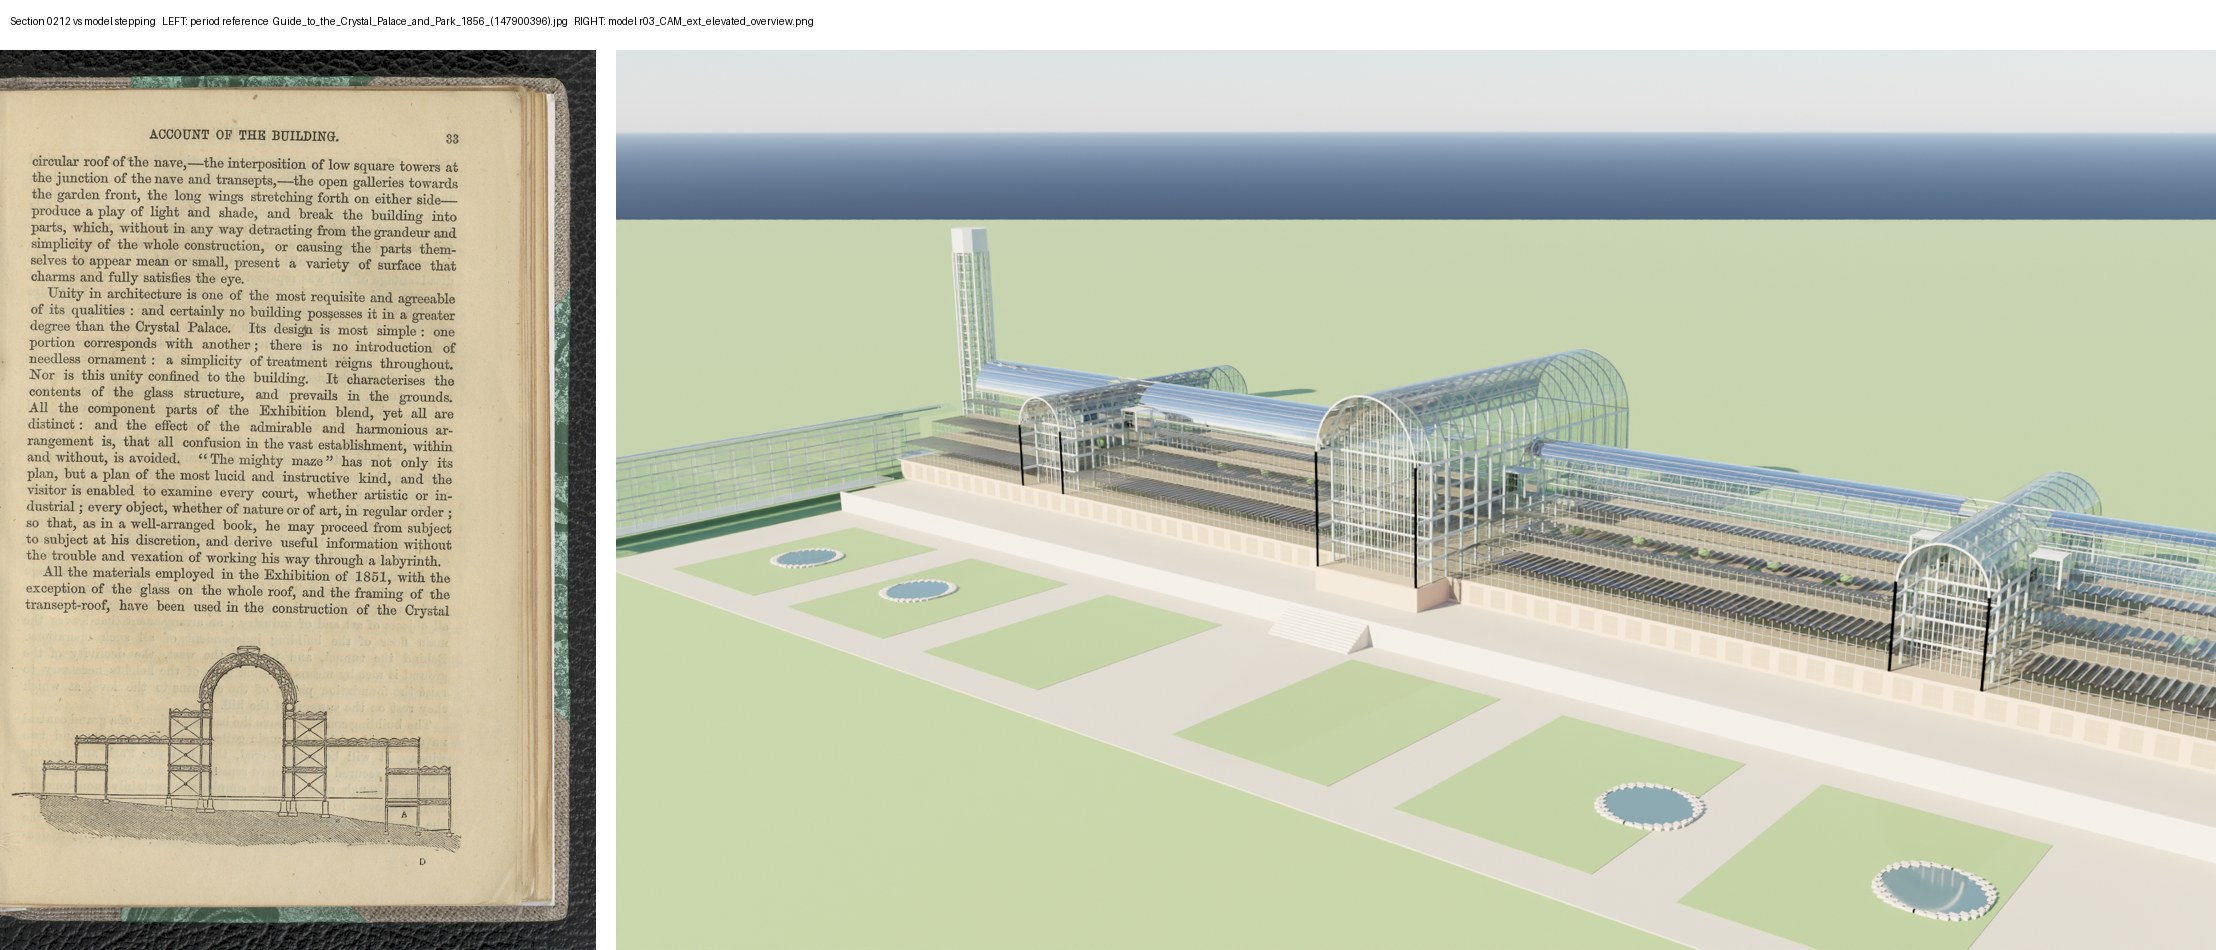 Section 0212 vs model stepping   LEFT: period reference  Guide_to_the_Crystal_Palace_and_Park_1856_(147900396).jpg   RIGHT: model r03_CAM_ext_elevated_overview.png
ACCOUNT OF THE BUILDING. 33
circular roof of the nave,—the interposition of low square towers at
the junction of the nave and transepts,—the open galleries towards
the garden front, the long wings stretching forth on either side—
produce a play of light and shade, and break the building into
parts, which, without in any way detracting from the grandeur and
simplicity of the whole construction, or causing the parts them-
selves to appear mean or small, present a variety of surface that
charms and fully satisfies the eye.
Unity in architecture is one of the most requisite and agreeable
of its qualities : and certainly no building possesses it in a greater
degree than the Crystal Palace. Its design is most simple : one
portion corresponds with another ; there is no introduction of
needless ornament : a simplicity of treatment reigns throughout.
Nor is this unity confined to the building. It characterises the
contents of the glass structure, and prevails in the grounds.
All the component parts of the Exhibition blend, yet all are
distinct : and the effect of the admirable and harmonious ar-
rangement is, that all confusion in the vast establishment, within
and without, is avoided. “The mighty maze” has not only its
plan, but a plan of the most lucid and instructive kind, and the
visitor is enabled to examine every court, whether artistic or in-
dustrial ; every object, whether of nature or of art, in regular order ;
so that, as in a well-arranged book, he may proceed from subject
to subject at his discretion, and derive useful information without
the trouble and vexation of working his way through a labyrinth.
All the materials employed in the Exhibition of 1851, with the
exception of the glass on the whole roof, and the framing of the
transept-roof, have been used in the construction of the Crystal
A
D